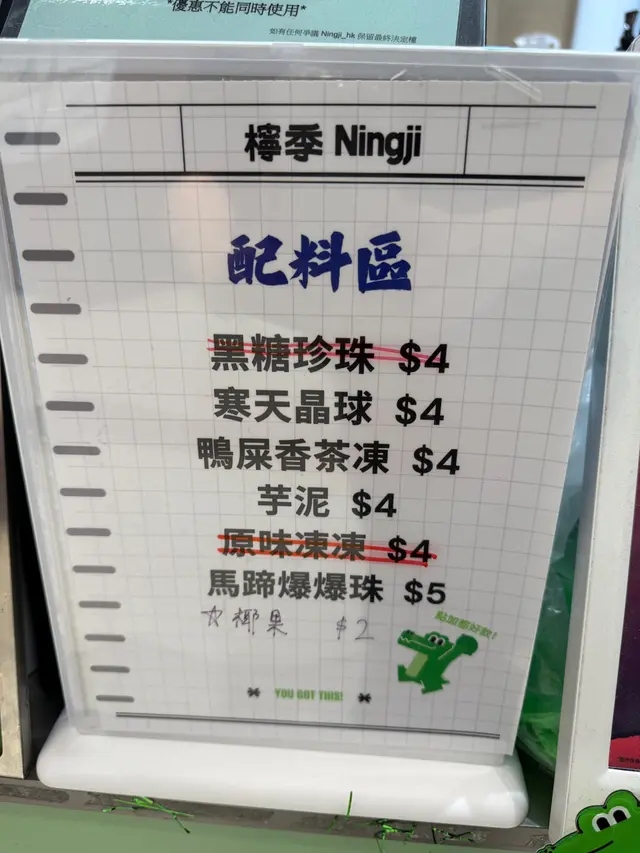 *優惠不能同時使用*
如有任何爭議 Ningji_hk 保留最終決定權
檸季 Ningji
配料區
黑糖珍珠 $4
寒天晶球 $4
鴨屎香茶凍 $4
芋泥 $4
原味凍凍 $4
馬蹄爆爆珠 $5
☆椰果 $2
點加都好飲!
YOU GOT THIS!